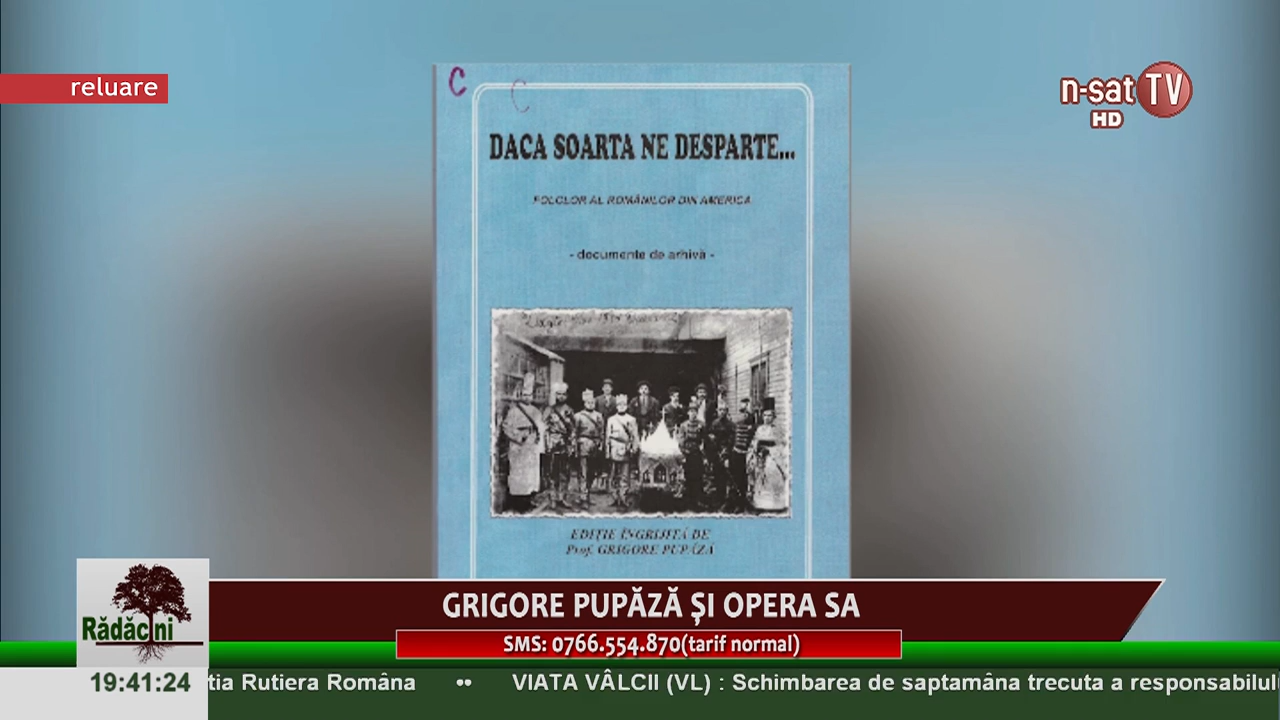 reluare
n-sat TV
HD
C
C
DACA SOARTA NE DESPARTE...
FOLCLOR AL ROMÂNILOR DIN AMERICA
- documente de arhivă -
EDIȚIE ÎNGRIJITĂ DE
Prof. GRIGORE PUPĂZĂ
Rădăcini
GRIGORE PUPĂZĂ ȘI OPERA SA
SMS: 0766.554.870(tarif normal)
19:41:24
tia Rutiera Româna •• VIATA VÂLCII (VL) : Schimbarea de saptamâna trecuta a responsabilul